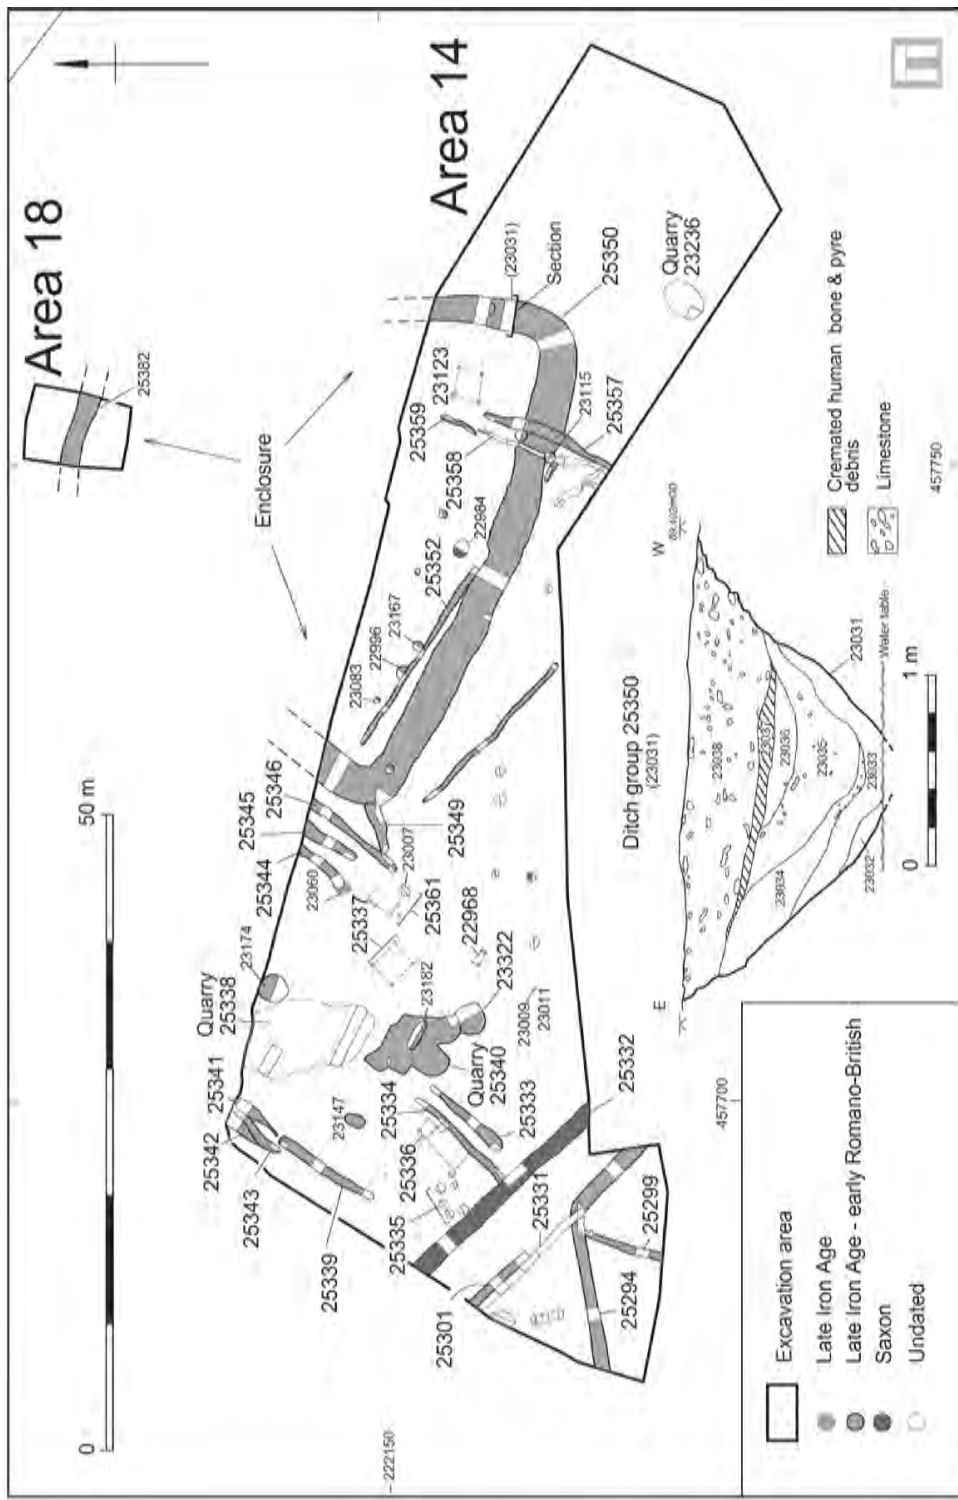 Area 18
25382
Area 14
Enclosure
0
50 m
25359
23123
(23031)
Section
25350
Quarry
23236
25358
23115
25357
22984
25352
23167
22996
23083
25346
25345
25344
23060
23007
25349
25337
25361
22968
23174
Quarry
25338
23182
23322
23009
23011
Quarry
25340
25341
25342
25343
25339
23147
25334
25336
25333
25335
25332
25331
25301
25299
25294
222150
457700
457750
Ditch group 25350
(23031)
E
W
23038
23037
23036
23035
23034
23033
23032
23031
Water table
0
1 m
Cremated human bone & pyre
debris
Limestone
Excavation area
Late Iron Age
Late Iron Age - early Romano-British
Saxon
Undated